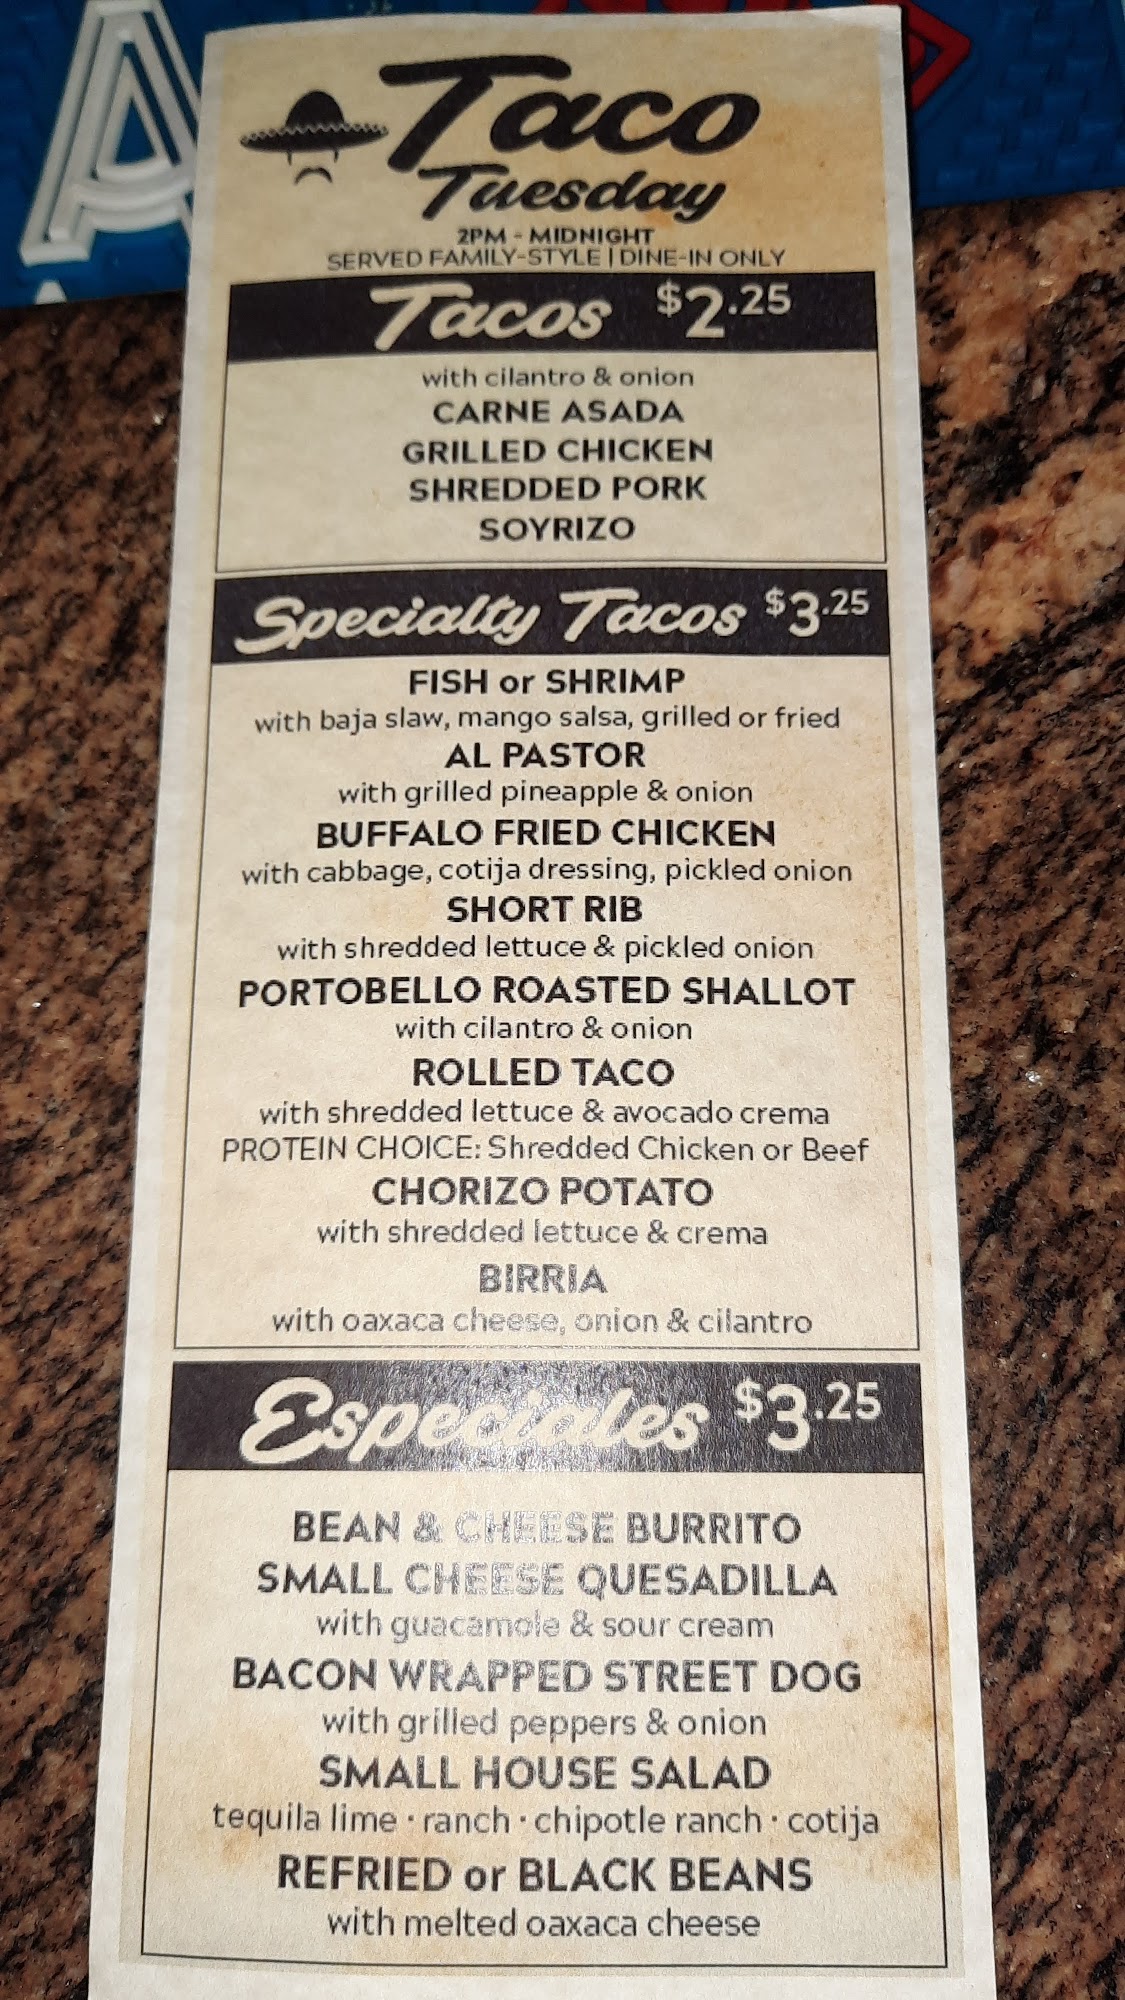 Taco
Tuesday
2PM - MIDNIGHT
SERVED FAMILY-STYLE | DINE-IN ONLY
Tacos $2.25
with cilantro & onion
CARNE ASADA
GRILLED CHICKEN
SHREDDED PORK
SOYRIZO
Specialty Tacos $3.25
FISH or SHRIMP
with baja slaw, mango salsa, grilled or fried
AL PASTOR
with grilled pineapple & onion
BUFFALO FRIED CHICKEN
with cabbage, cotija dressing, pickled onion
SHORT RIB
with shredded lettuce & pickled onion
PORTOBELLO ROASTED SHALLOT
with cilantro & onion
ROLLED TACO
with shredded lettuce & avocado crema
PROTEIN CHOICE: Shredded Chicken or Beef
CHORIZO POTATO
with shredded lettuce & crema
BIRRIA
with oaxaca cheese, onion & cilantro
Especiales $3.25
BEAN & CHEESE BURRITO
SMALL CHEESE QUESADILLA
with guacamole & sour cream
BACON WRAPPED STREET DOG
with grilled peppers & onion
SMALL HOUSE SALAD
tequila lime · ranch · chipotle ranch · cotija
REFRIED or BLACK BEANS
with melted oaxaca cheese